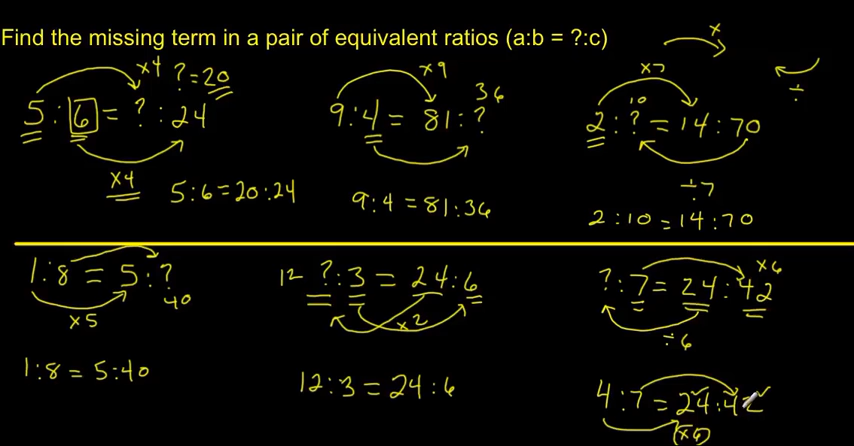 Find the missing term in a pair of equivalent ratios (a:b = ?:c)
×
÷
×4 ?=20
5:6 = ?:24
×4
5:6=20:24
×9
36
9:4 = 81:?
9:4 = 81:36
×7
10
2:? = 14:70
÷7
2:10 = 14:70
1:8 = 5:?
40
×5
1:8 = 5:40
12 ?:3 = 24:6
×2
12:3 = 24:6
×6
?:7 = 24:42
÷6
4:7 = 24:42
(×6)